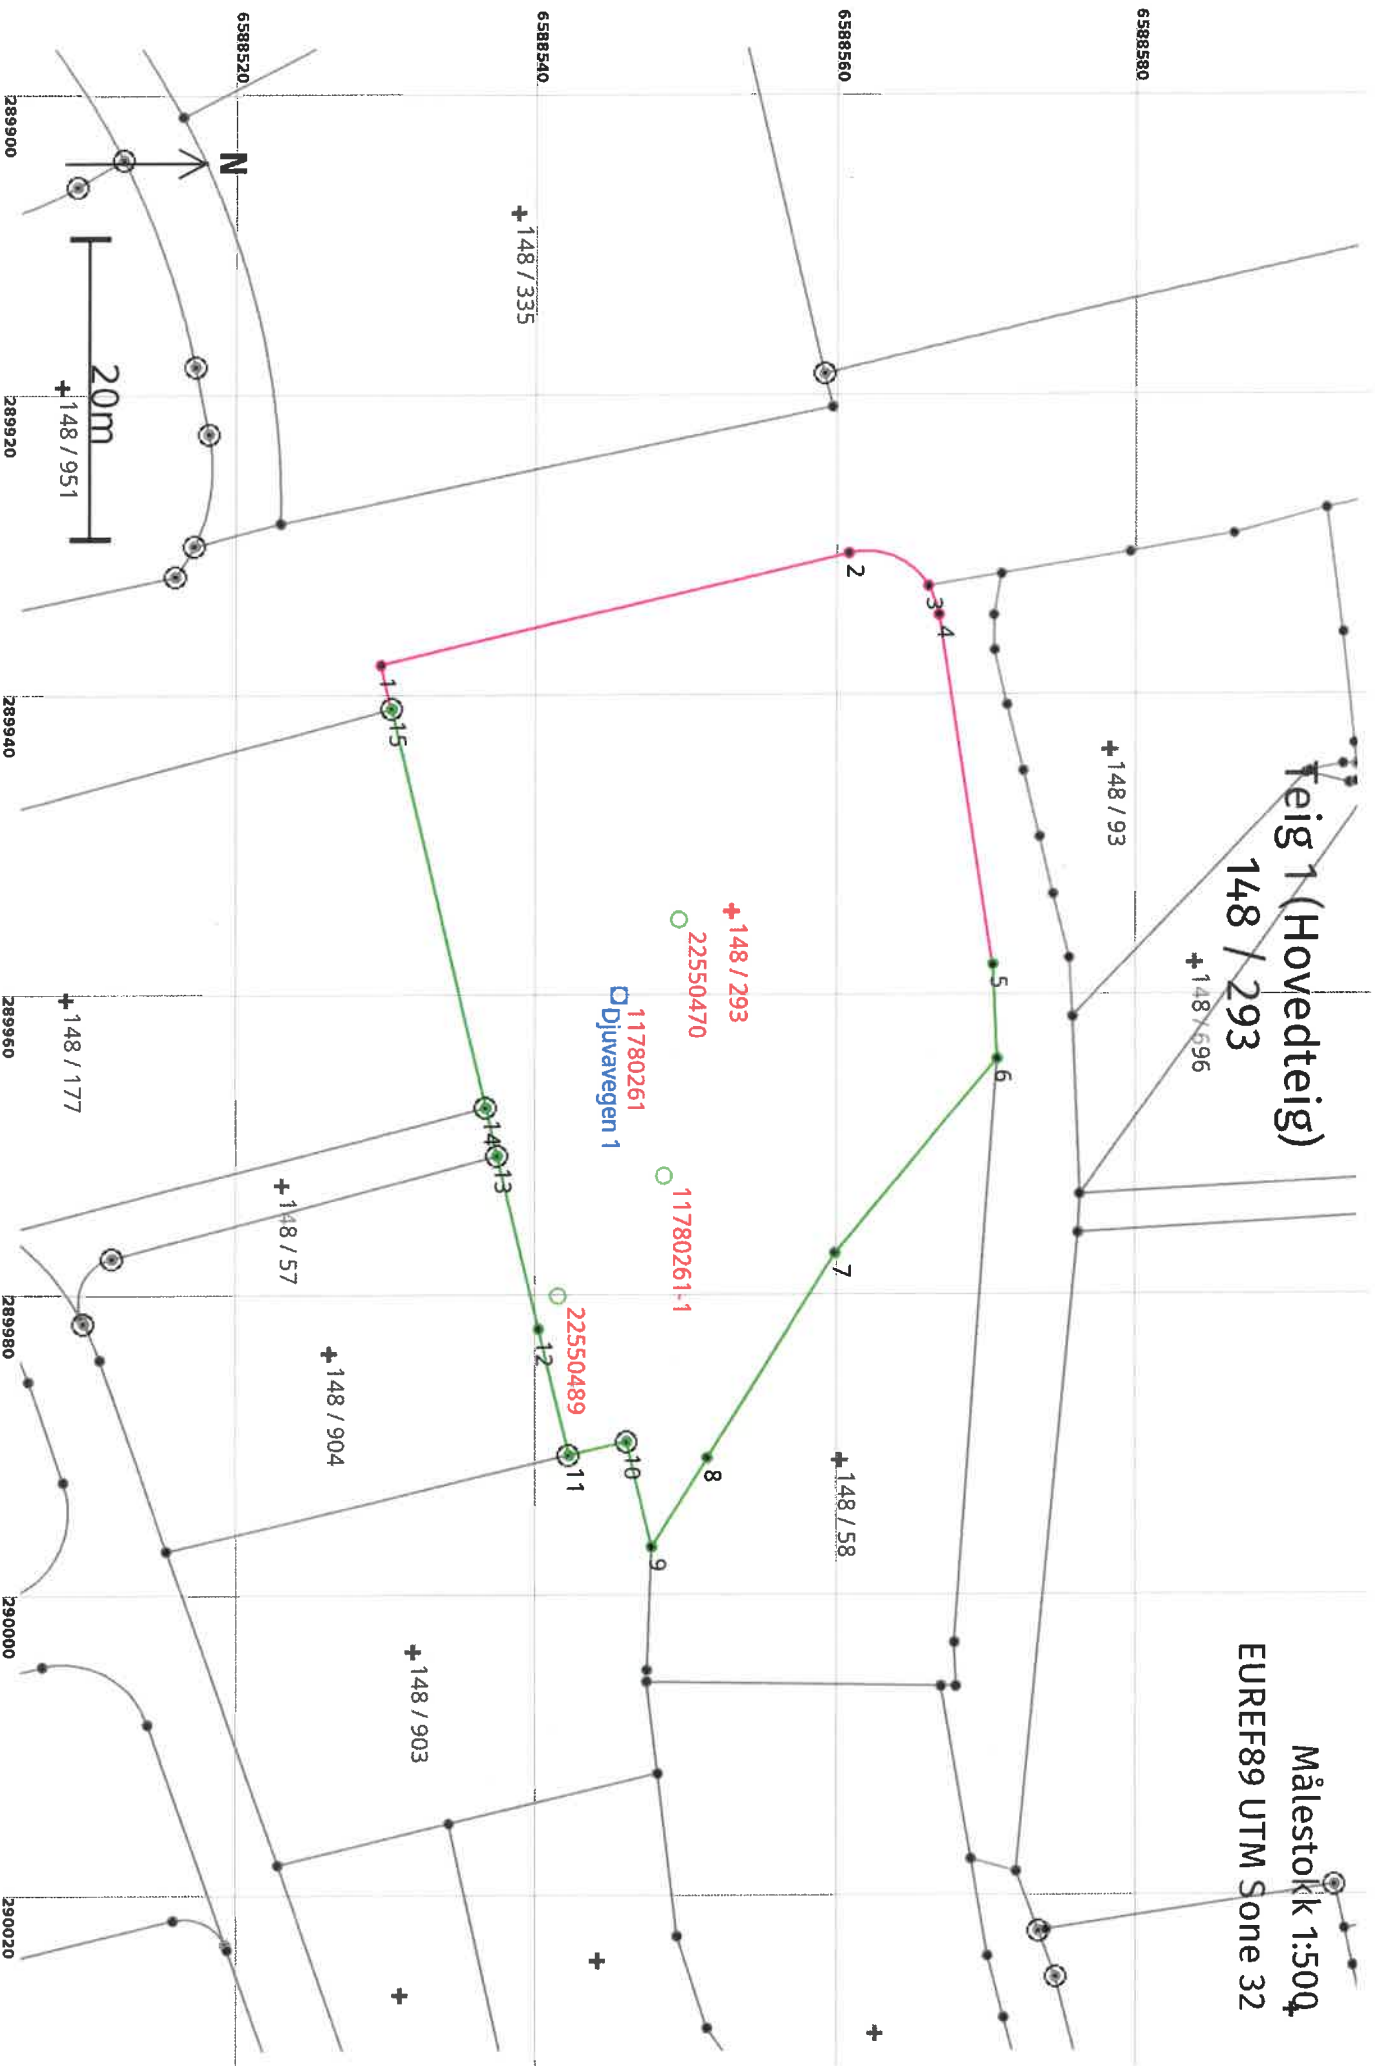 Teig 1 (Hovedteig)
148 / 293
Målestokk 1:500
EUREF89 UTM Sone 32
6588580
6588560
6588540
6588520
148 / 696
148 / 93
148 / 58
148 / 335
148 / 293
22550470
11780261
Djuvavegen 1
11780261-1
22550489
1
2
3
4
5
6
7
8
9
10
11
12
13
14
15
148 / 903
148 / 904
148 / 57
148 / 177
148 / 951
N
20m
289900
289920
289940
289960
289980
290000
290020